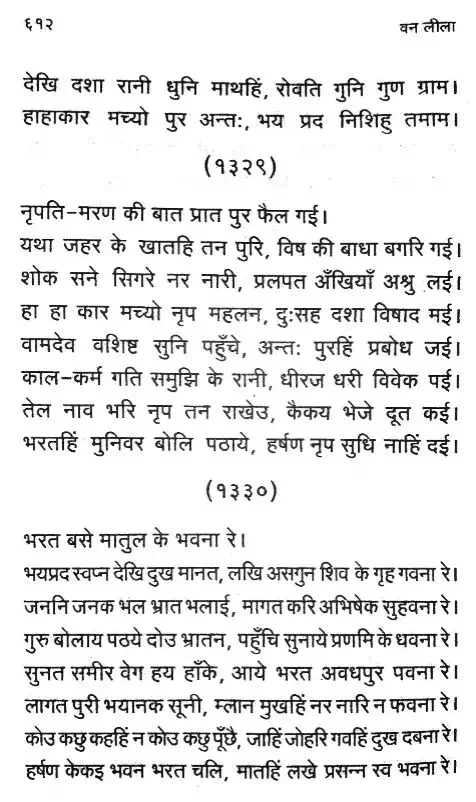 ६१२ वन लीला
देखि दशा रानी धुनि माथहिं, रोवति गुनि गुण ग्राम।
हाहाकार मच्यो पुर अन्तः, भय प्रद निशिहु तमाम।
(१३२९)
नृपति-मरण की बात प्रात पुर फैल गई।
यथा जहर के खातहि तन पुरि, विष की बाधा बगरि गई।
शोक सने सिगरे नर नारी, प्रलपत अँखियाँ अश्रु लई।
हा हा कार मच्यो नृप महलन, दुःसह दशा विषाद मई।
वामदेव वशिष्ट सुनि पहुँचे, अन्तः पुरहिं प्रबोध जई।
काल-कर्म गति समुझि के रानी, धीरज धरी विवेक पई।
तेल नाव भरि नृप तन राखेउ, कैकय भेजे दूत कई।
भरतहिं मुनिवर बोलि पठाये, हर्षण नृप सुधि नाहिं दई।
(१३३०)
भरत बसे मातुल के भवना रे।
भयप्रद स्वप्न देखि दुख मानत, लखि असगुन शिव के गृह गवना रे।
जननि जनक भल भ्रात भलाई, मागत करि अभिषेक सुहवना रे।
गुरु बोलाय पठये दोउ भ्रातन, पहुँचि सुनाये प्रणमि के धवना रे।
सुनत समीर वेग हय हाँके, आये भरत अवधपुर पवना रे।
लागत पुरी भयानक सूनी, म्लान मुखहिं नर नारि न फवना रे।
कोउ कछु कहहिं न कोउ कछु पूँछै, जाहिं जोहरि गवहिं दुख दबना रे।
हर्षण केकइ भवन भरत चलि, मातहिं लखे प्रसन्न स्व भवना रे।